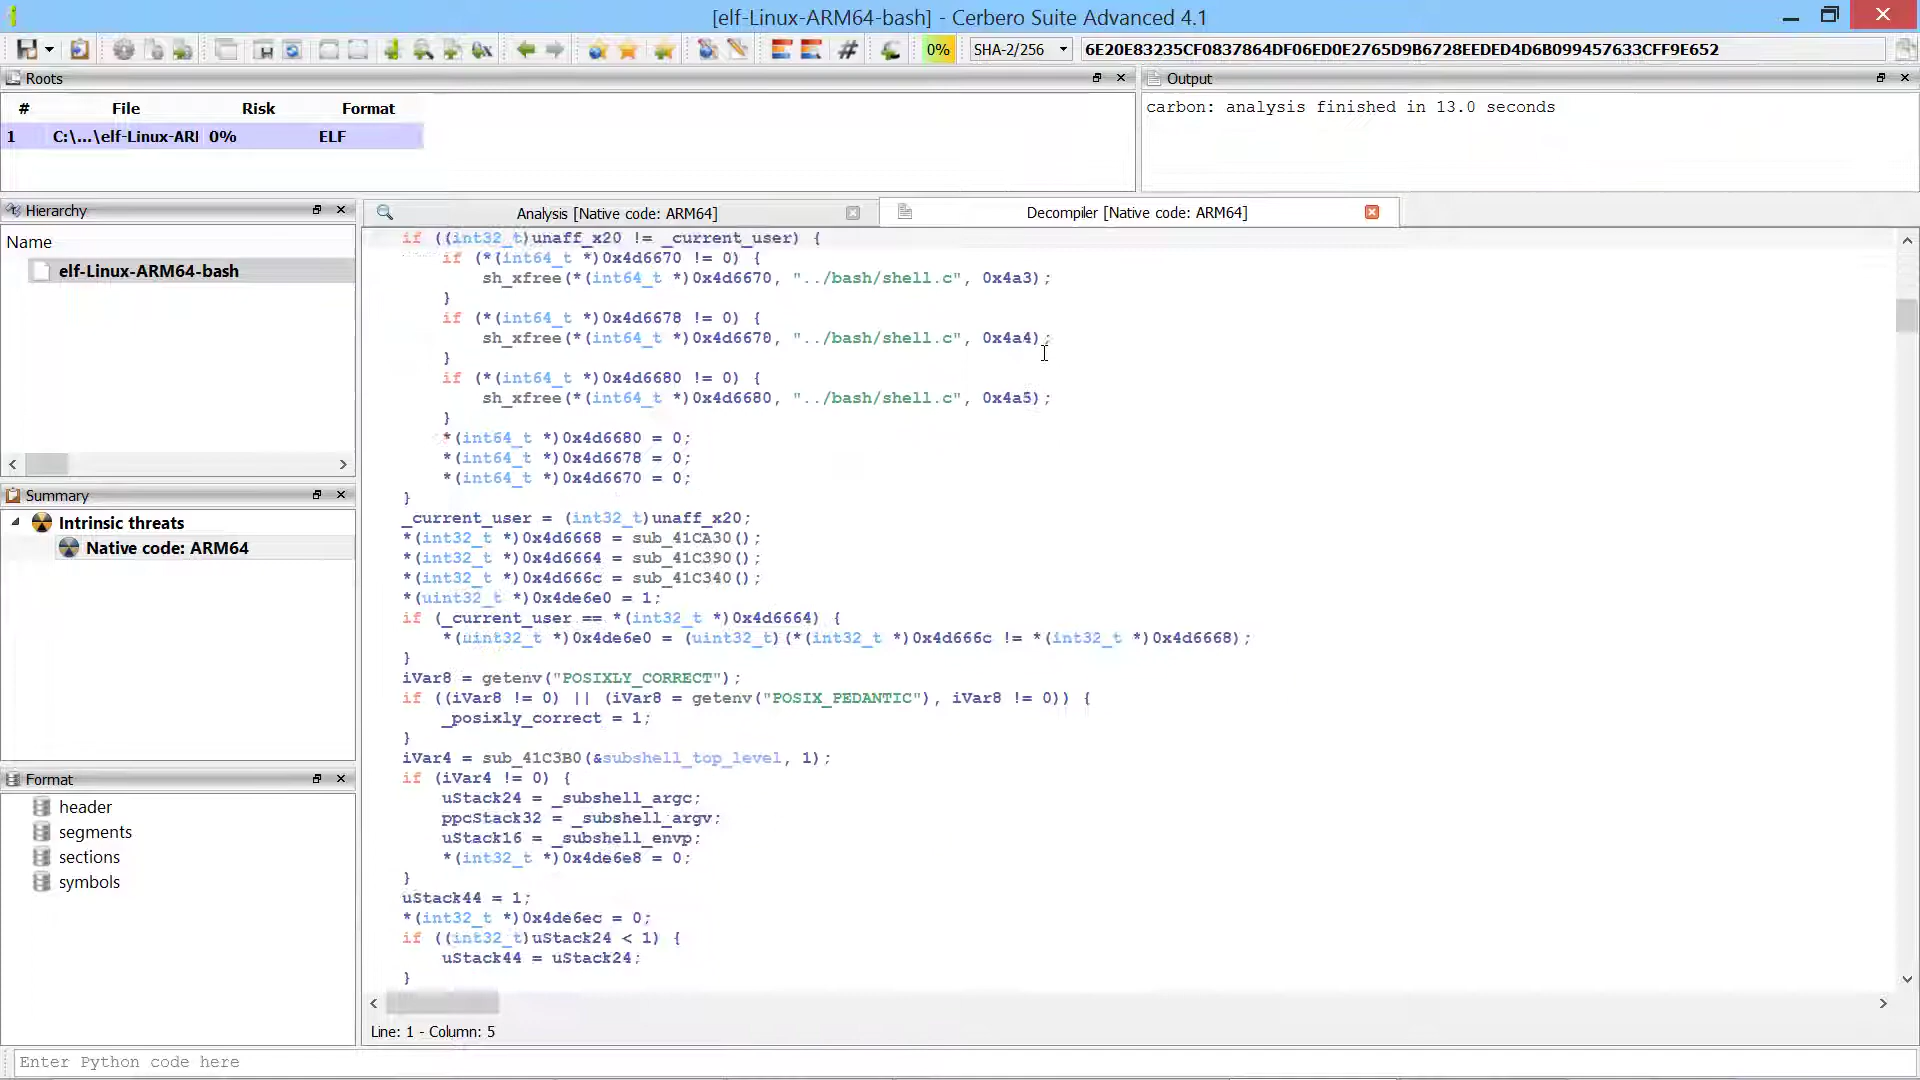 [elf-Linux-ARM64-bash] - Cerbero Suite Advanced 4.1
0%
SHA-2/256
6E20E83235CF0837864DF06ED0E2765D9B6728EEDED4D6B099457633CFF9E652
Roots
# File Risk Format
1 C:\...\elf-Linux-ARI 0% ELF
Output
carbon: analysis finished in 13.0 seconds
Hierarchy
Name
elf-Linux-ARM64-bash
Summary
Intrinsic threats
Native code: ARM64
Format
header
segments
sections
symbols
Analysis [Native code: ARM64]
Decompiler [Native code: ARM64]
if ((int32_t)unaff_x20 != _current_user) {
if (*(int64_t *)0x4d6670 != 0) {
sh_xfree(*(int64_t *)0x4d6670, "../bash/shell.c", 0x4a3);
}
if (*(int64_t *)0x4d6678 != 0) {
sh_xfree(*(int64_t *)0x4d6678, "../bash/shell.c", 0x4a4);
}
if (*(int64_t *)0x4d6680 != 0) {
sh_xfree(*(int64_t *)0x4d6680, "../bash/shell.c", 0x4a5);
}
*(int64_t *)0x4d6680 = 0;
*(int64_t *)0x4d6678 = 0;
*(int64_t *)0x4d6670 = 0;
}
_current_user = (int32_t)unaff_x20;
*(int32_t *)0x4d6668 = sub_41CA30();
*(int32_t *)0x4d6664 = sub_41C390();
*(int32_t *)0x4d666c = sub_41C340();
*(uint32_t *)0x4de6e0 = 1;
if (_current_user == *(int32_t *)0x4d6664) {
*(uint32_t *)0x4de6e0 = (uint32_t)(*(int32_t *)0x4d666c != *(int32_t *)0x4d6668);
}
iVar8 = getenv("POSIXLY_CORRECT");
if ((iVar8 != 0) || (iVar8 = getenv("POSIX_PEDANTIC"), iVar8 != 0)) {
_posixly_correct = 1;
}
iVar4 = sub_41C3B0(&subshell_top_level, 1);
if (iVar4 != 0) {
uStack24 = _subshell_argc;
ppcStack32 = _subshell_argv;
uStack16 = _subshell_envp;
*(int32_t *)0x4de6e8 = 0;
}
uStack44 = 1;
*(int32_t *)0x4de6ec = 0;
if ((int32_t)uStack24 < 1) {
uStack44 = uStack24;
}
Line: 1 - Column: 5
Enter Python code here